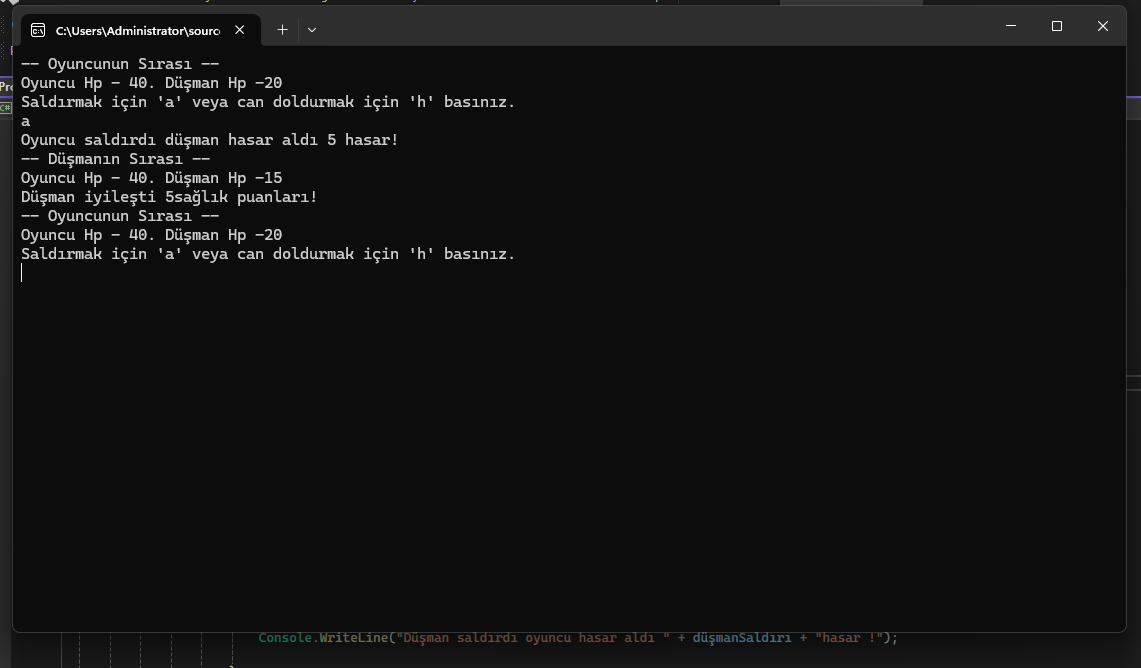 C:\Users\Administrator\sourc
-- Oyuncunun Sırası --
Oyuncu Hp - 40. Düşman Hp -20
Saldırmak için 'a' veya can doldurmak için 'h' basınız.
a
Oyuncu saldırdı düşman hasar aldı 5 hasar!
-- Düşmanın Sırası --
Oyuncu Hp - 40. Düşman Hp -15
Düşman iyileşti 5sağlık puanları!
-- Oyuncunun Sırası --
Oyuncu Hp - 40. Düşman Hp -20
Saldırmak için 'a' veya can doldurmak için 'h' basınız.
Console.WriteLine("Düşman saldırdı oyuncu hasar aldı " + düşmanSaldırı + "hasar !");